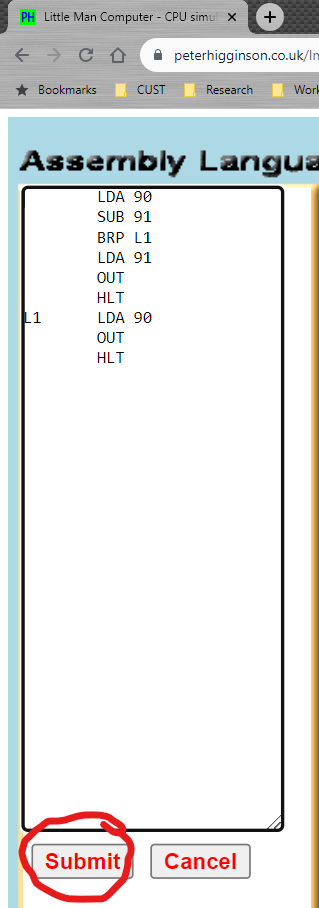 PH Little Man Computer - CPU simul
peterhigginson.co.uk/lm
Bookmarks CUST Research Work
Assembly Langua
LDA 90
SUB 91
BRP L1
LDA 91
OUT
HLT
L1 LDA 90
OUT
HLT
Submit Cancel